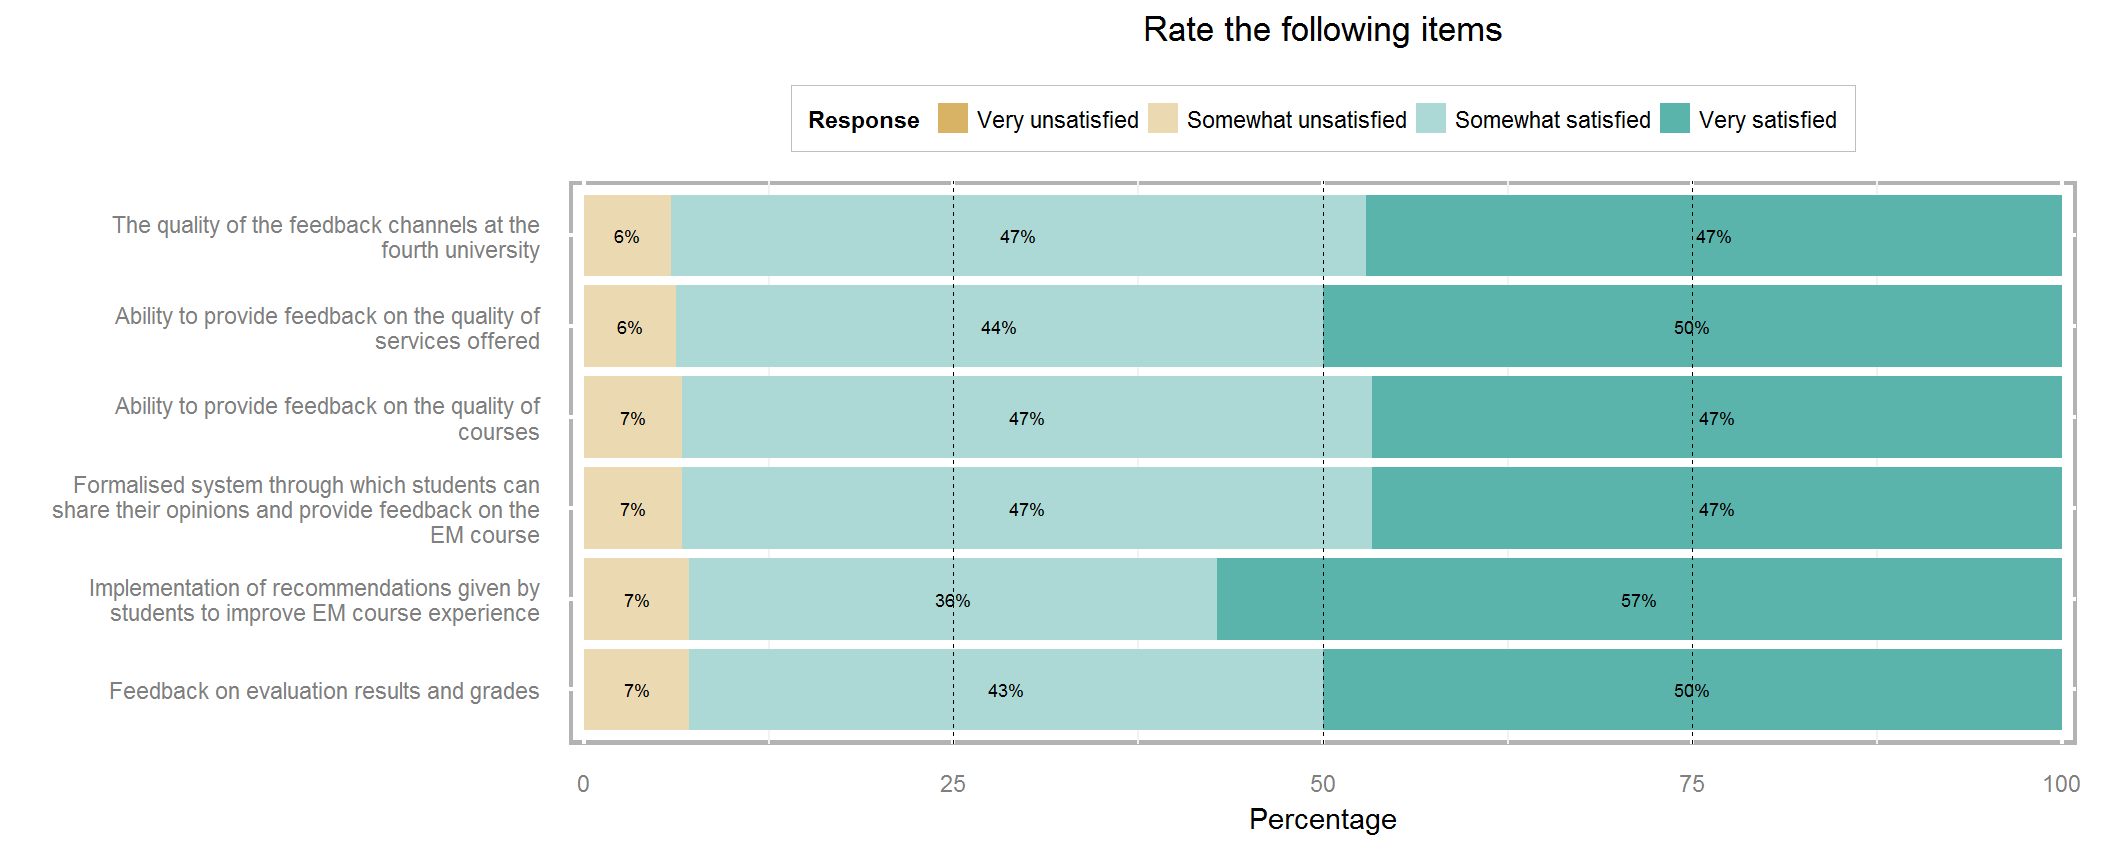 Rate the following items
Response Very unsatisfied Somewhat unsatisfied Somewhat satisfied Very satisfied
The quality of the feedback channels at the
fourth university
6% 47% 47%
Ability to provide feedback on the quality of
services offered
6% 44% 50%
Ability to provide feedback on the quality of
courses
7% 47% 47%
Formalised system through which students can
share their opinions and provide feedback on the
EM course
7% 47% 47%
Implementation of recommendations given by
students to improve EM course experience
7% 36% 57%
Feedback on evaluation results and grades
7% 43% 50%
0 25 50 75 100
Percentage